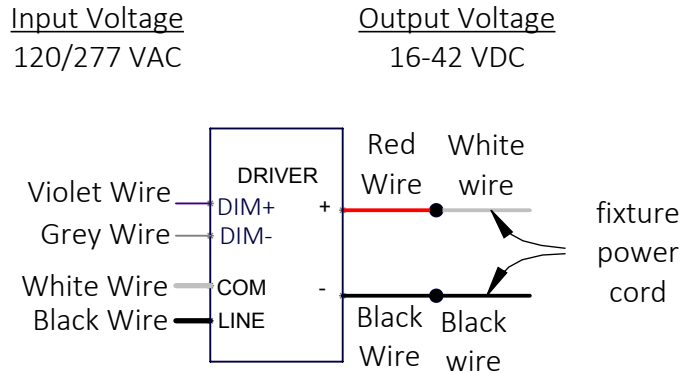 Input Voltage
120/277 VAC
Output Voltage
16-42 VDC
Violet Wire
Grey Wire
White Wire
Black Wire
DRIVER
DIM+
DIM-
COM
LINE
+
-
Red
Wire
White
wire
Black
Wire
Black
wire
fixture
power
cord